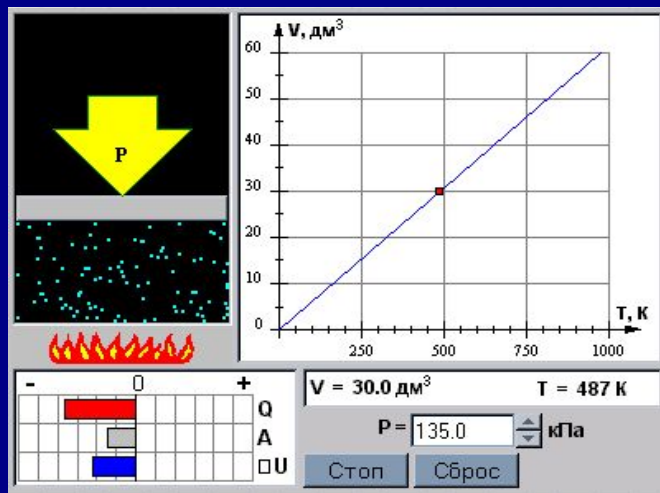 P
V, дм³
60
50
40
30
20
10
0
250 500 750 1000
T, К
- 0 +
Q
A
□U
V = 30.0 дм³ T = 487 К
P = 135.0 кПа
Стоп Сброс